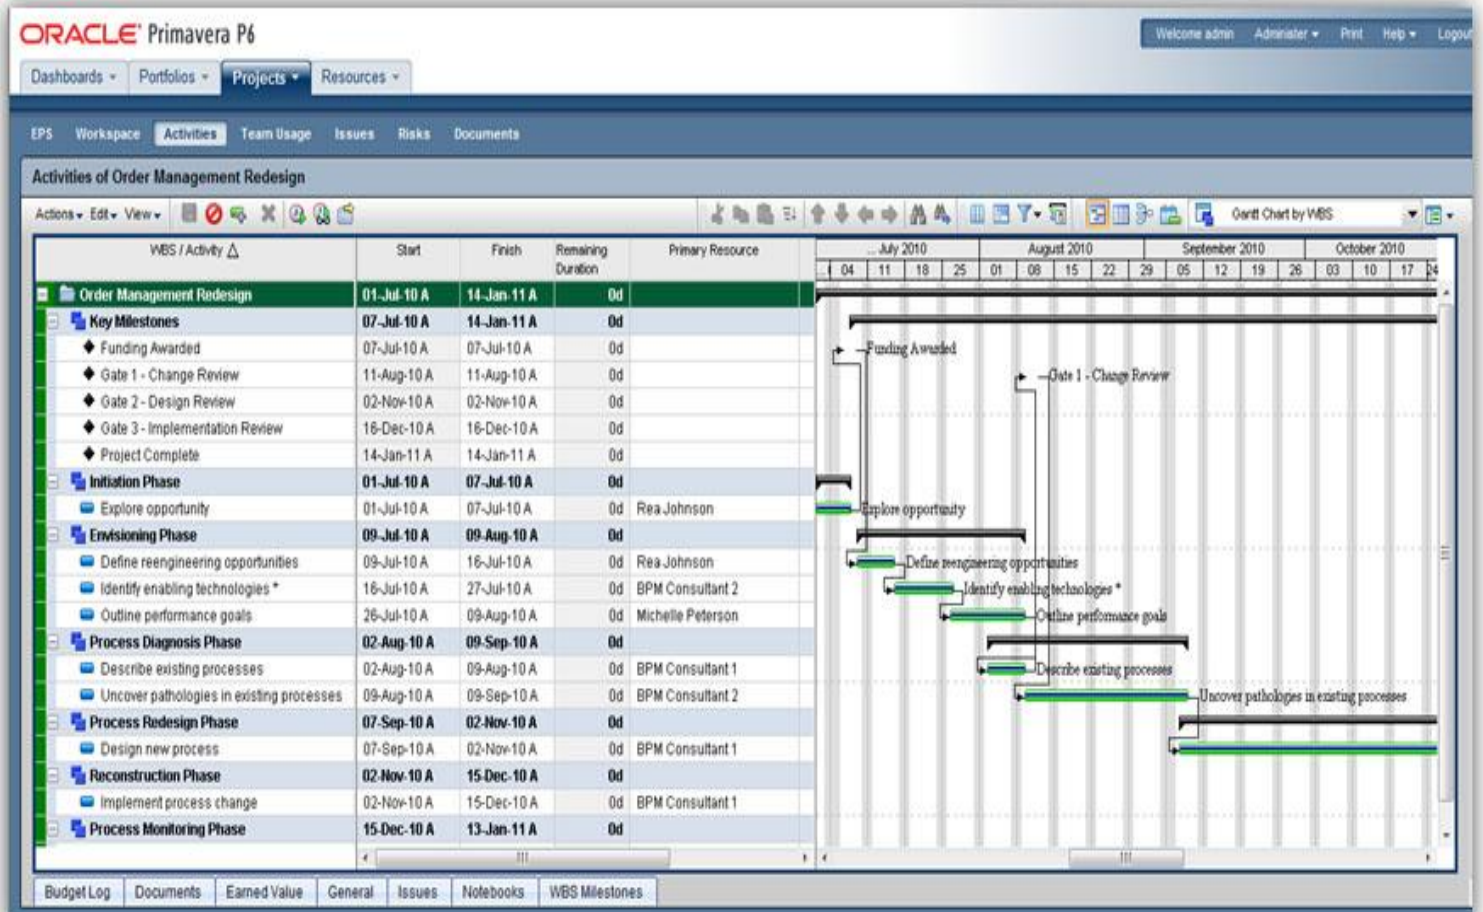 ORACLE Primavera P6
Welcome admin Administer Print Help Logout
Dashboards Portfolios Projects Resources
EPS Workspace Activities Team Usage Issues Risks Documents
Activities of Order Management Redesign
Actions Edit View Gantt Chart by WBS
WBS / Activity Start Finish Remaining Duration Primary Resource ... July 2010 August 2010 September 2010 October 2010
04 11 18 25 01 08 15 22 29 05 12 19 26 03 10 17 24
Order Management Redesign 01-Jul-10 A 14-Jan-11 A 0d
Key Milestones 07-Jul-10 A 14-Jan-11 A 0d
Funding Awarded 07-Jul-10 A 07-Jul-10 A 0d Funding Awarded
Gate 1 - Change Review 11-Aug-10 A 11-Aug-10 A 0d Gate 1 - Change Review
Gate 2 - Design Review 02-Nov-10 A 02-Nov-10 A 0d
Gate 3 - Implementation Review 16-Dec-10 A 16-Dec-10 A 0d
Project Complete 14-Jan-11 A 14-Jan-11 A 0d
Initiation Phase 01-Jul-10 A 07-Jul-10 A 0d
Explore opportunity 01-Jul-10 A 07-Jul-10 A 0d Rea Johnson Explore opportunity
Envisioning Phase 09-Jul-10 A 09-Aug-10 A 0d
Define reengineering opportunities 09-Jul-10 A 16-Jul-10 A 0d Rea Johnson Define reengineering opportunities
Identify enabling technologies * 16-Jul-10 A 27-Jul-10 A 0d BPM Consultant 2 Identify enabling technologies *
Outline performance goals 26-Jul-10 A 09-Aug-10 A 0d Michelle Peterson Outline performance goals
Process Diagnosis Phase 02-Aug-10 A 09-Sep-10 A 0d
Describe existing processes 02-Aug-10 A 09-Aug-10 A 0d BPM Consultant 1 Describe existing processes
Uncover pathologies in existing processes 09-Aug-10 A 09-Sep-10 A 0d BPM Consultant 2 Uncover pathologies in existing processes
Process Redesign Phase 07-Sep-10 A 02-Nov-10 A 0d
Design new process 07-Sep-10 A 02-Nov-10 A 0d BPM Consultant 1
Reconstruction Phase 02-Nov-10 A 15-Dec-10 A 0d
Implement process change 02-Nov-10 A 15-Dec-10 A 0d BPM Consultant 1
Process Monitoring Phase 15-Dec-10 A 13-Jan-11 A 0d
Budget Log Documents Earned Value General Issues Notebooks WBS Milestones